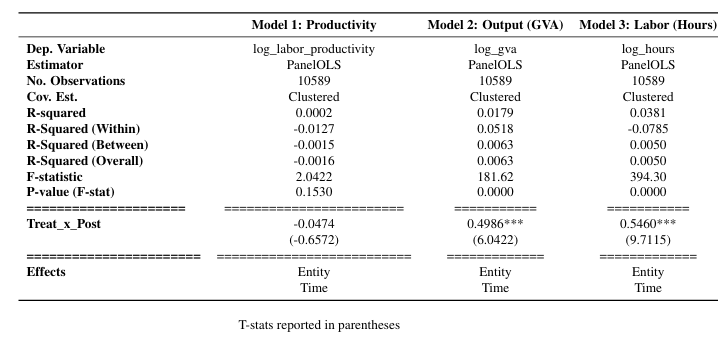 Model 1: Productivity Model 2: Output (GVA) Model 3: Labor (Hours)
Dep. Variable log_labor_productivity log_gva log_hours
Estimator PanelOLS PanelOLS PanelOLS
No. Observations 10589 10589 10589
Cov. Est. Clustered Clustered Clustered
R-squared 0.0002 0.0179 0.0381
R-Squared (Within) -0.0127 0.0518 -0.0785
R-Squared (Between) -0.0015 0.0063 0.0050
R-Squared (Overall) -0.0016 0.0063 0.0050
F-statistic 2.0422 181.62 394.30
P-value (F-stat) 0.1530 0.0000 0.0000
===================== ======================== =========== ============
Treat_x_Post -0.0474 0.4986*** 0.5460***
(-0.6572) (6.0422) (9.7115)
======================= ========================== ============= =============
Effects Entity Entity Entity
Time Time Time
T-stats reported in parentheses